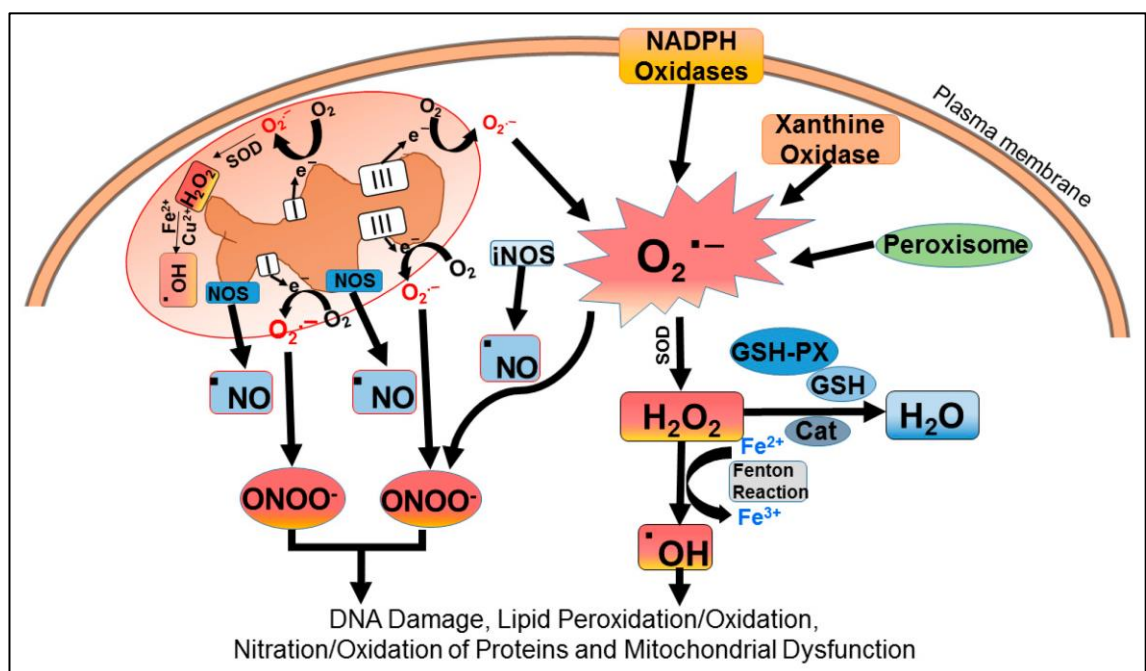 NADPH
Oxidases
Plasma membrane
Xanthine
Oxidase
Peroxisome
O₂·−
O₂
O₂
e−
O₂·−
SOD
e−
H₂O₂
III
I
Fe²⁺
Cu²⁺
III
e−
O₂
▪OH
I
e−
NOS
NOS
O₂·−
O₂
O₂·−
iNOS
O₂▪−
▪NO
▪NO
▪NO
SOD
GSH-PX
GSH
H₂O₂
Cat
H₂O
Fe²⁺
Fenton
Reaction
Fe³⁺
ONOO⁻
ONOO⁻
▪OH
DNA Damage, Lipid Peroxidation/Oxidation,
Nitration/Oxidation of Proteins and Mitochondrial Dysfunction